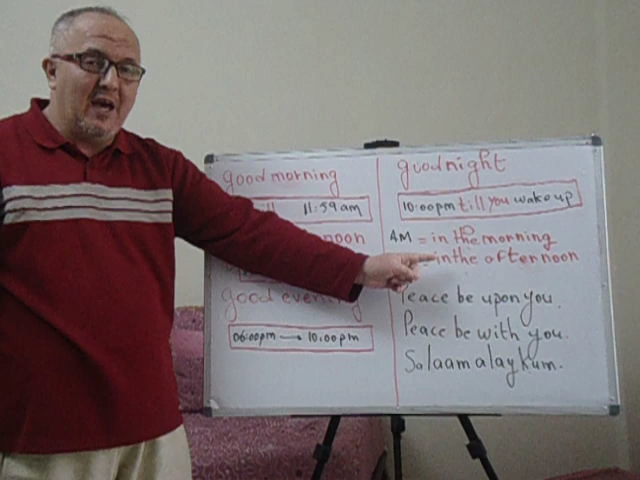 good morning
11:59am
noon
Good evening
06:00pm → 10:00pm
goodnight
10:00pm till you wake up
AM = in the morning
= in the afternoon
Peace be upon you.
Peace be with you.
Salaam alaykum.